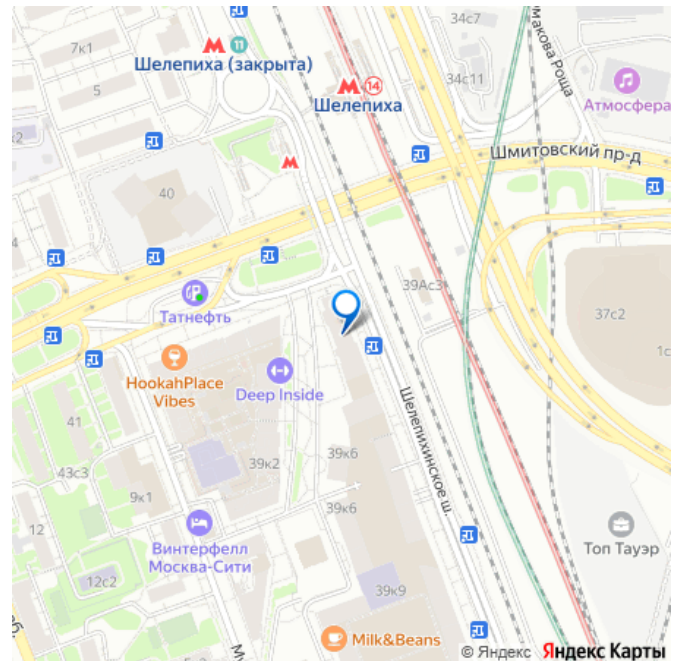 34с7
7к1
11
Шелепиха (закрыта)
5
14
Шелепиха
34с11
Атмосфера
Шмитовский пр-д
40
39Ас3
37с2
Татнефть
HookahPlace
Vibes
Deep Inside
41
43с3
39к2
39к6
9к1
39к6
Шелепихинское ш.
12
Винтерфелл
Москва-Сити
Топ Тауэр
12с2
39к9
Milk&Beans
© Яндекс Яндекс Карты